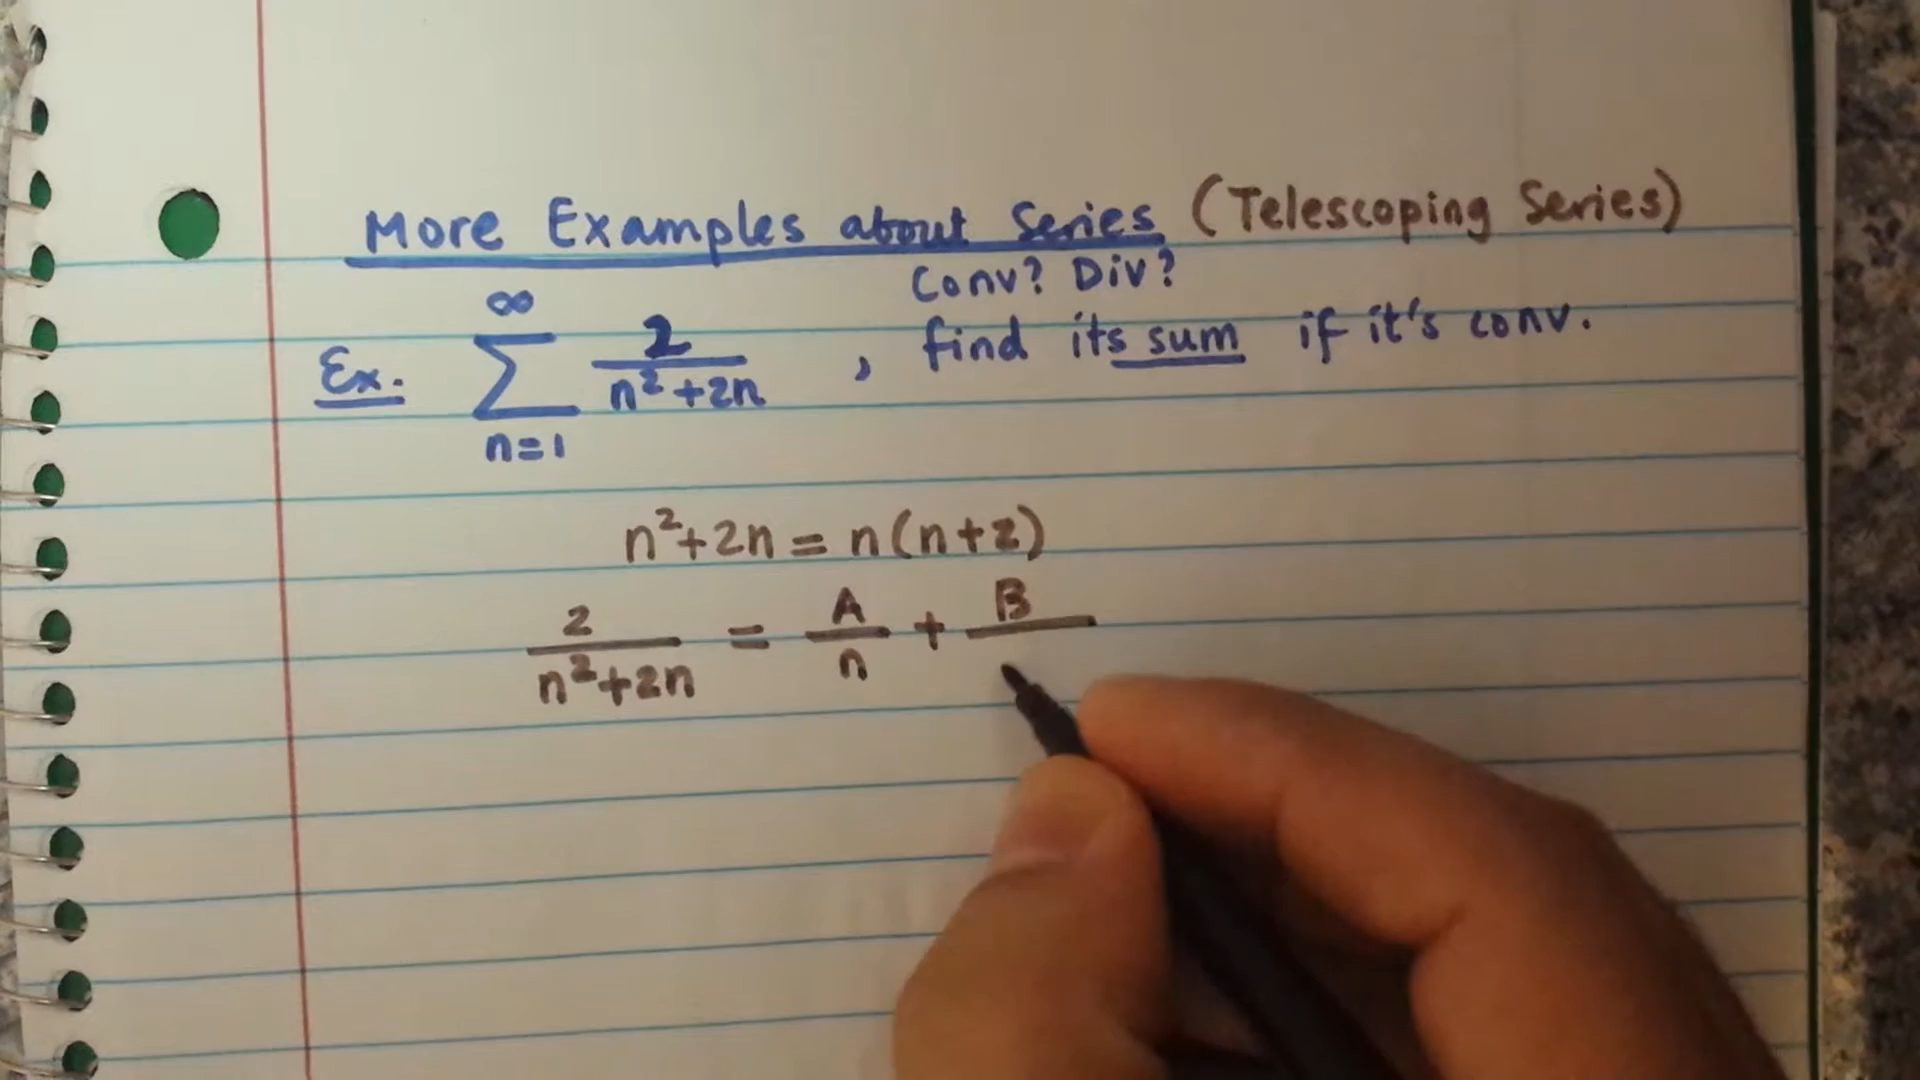 More Examples about Series (Telescoping Series)
Conv? Div?
Ex. ∞ ∑ n=1 2/(n²+2n) , find its sum if it's conv.
n²+2n = n(n+2)
2/(n²+2n) = A/n + B/